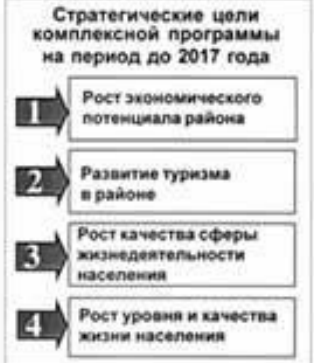 Стратегические цели
комплексной программы
на период до 2017 года
1
Рост экономического
потенциала района
2
Развитие туризма
в районе
3
Рост качества сферы
жизнедеятельности
населения
4
Рост уровня и качества
жизни населения